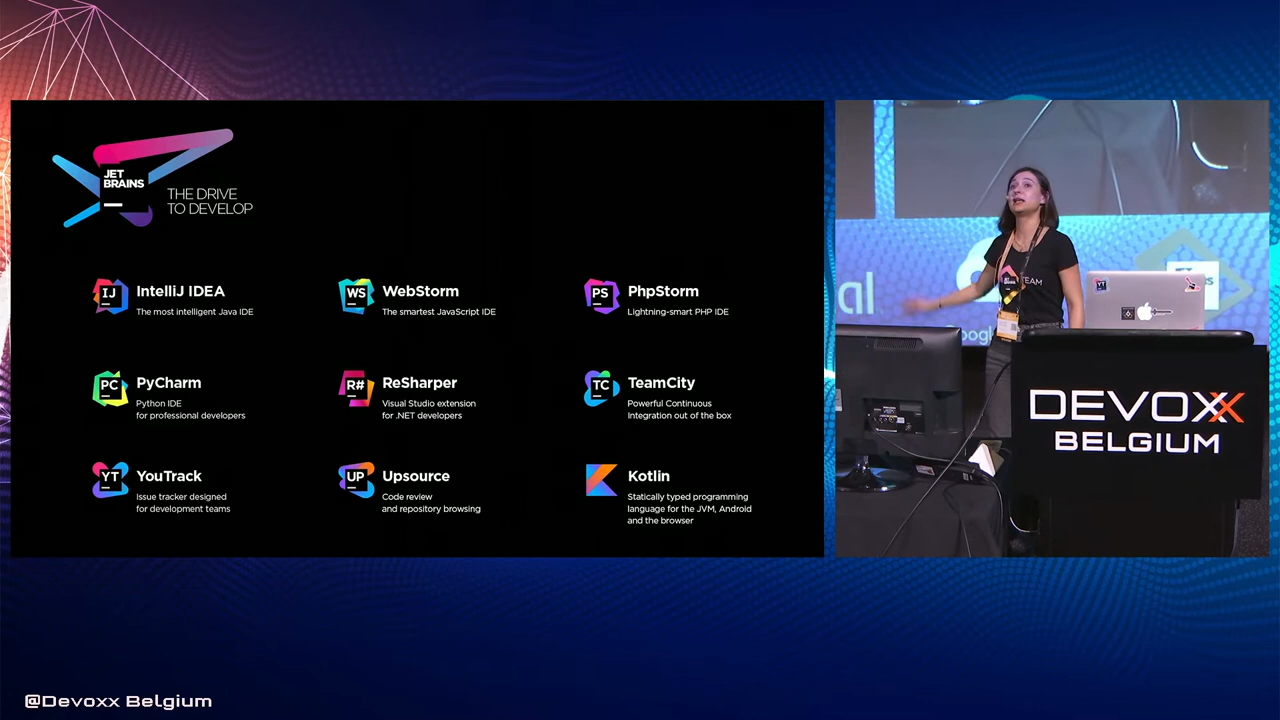 JET
BRAINS
THE DRIVE
TO DEVELOP
IJ
IntelliJ IDEA
The most intelligent Java IDE
WS
WebStorm
The smartest JavaScript IDE
PS
PhpStorm
Lightning-smart PHP IDE
PC
PyCharm
Python IDE
for professional developers
R#
ReSharper
Visual Studio extension
for .NET developers
TC
TeamCity
Powerful Continuous
Integration out of the box
YT
YouTrack
Issue tracker designed
for development teams
UP
Upsource
Code review
and repository browsing
Kotlin
Statically typed programming
language for the JVM, Android
and the browser
JET
BRAINS
TEAM
DEVOXX
BELGIUM
@Devoxx Belgium